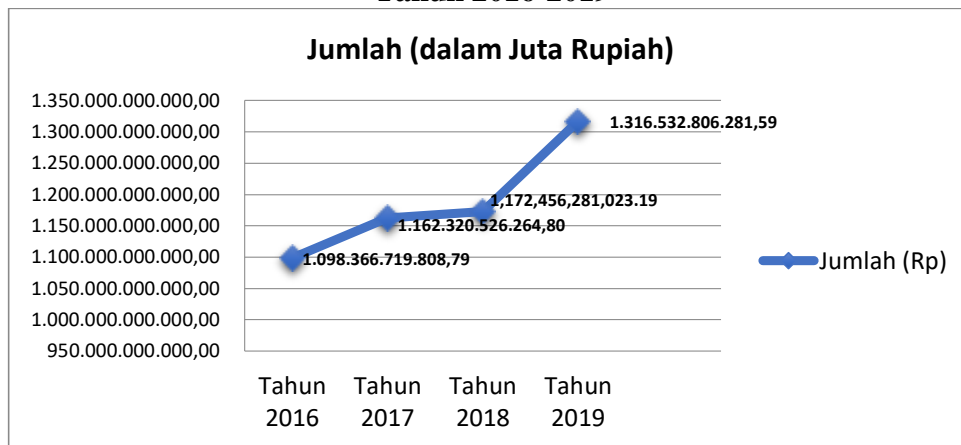 Tahun 2016-2019
Jumlah (dalam Juta Rupiah)
1.350.000.000.000,00
1.300.000.000.000,00
1.250.000.000.000,00
1.200.000.000.000,00
1.150.000.000.000,00
1.100.000.000.000,00
1.050.000.000.000,00
1.000.000.000.000,00
950.000.000.000,00
1.316.532.806.281,59
1,172,456,281,023.19
1.162.320.526.264,80
1.098.366.719.808,79
Jumlah (Rp)
Tahun 2016
Tahun 2017
Tahun 2018
Tahun 2019